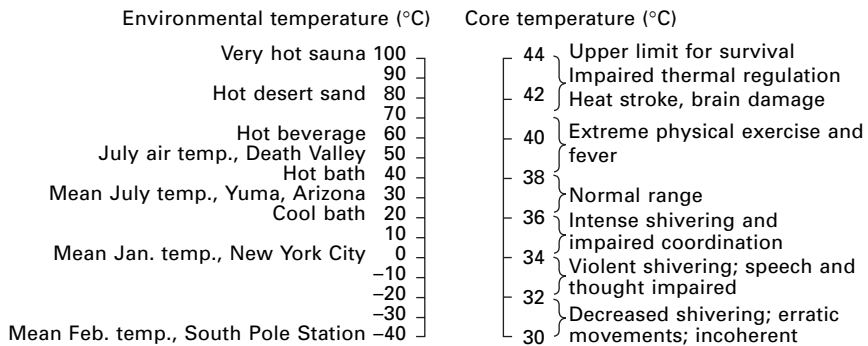 Environmental temperature (°C)
Very hot sauna 100
90
Hot desert sand 80
70
Hot beverage 60
July air temp., Death Valley 50
Hot bath 40
Mean July temp., Yuma, Arizona 30
Cool bath 20
10
Mean Jan. temp., New York City 0
–10
–20
–30
Mean Feb. temp., South Pole Station –40
Core temperature (°C)
44 Upper limit for survival
Impaired thermal regulation
42 Heat stroke, brain damage
40 Extreme physical exercise and
fever
38
Normal range
36 Intense shivering and
impaired coordination
34 Violent shivering; speech and
thought impaired
32
Decreased shivering; erratic
30 movements; incoherent